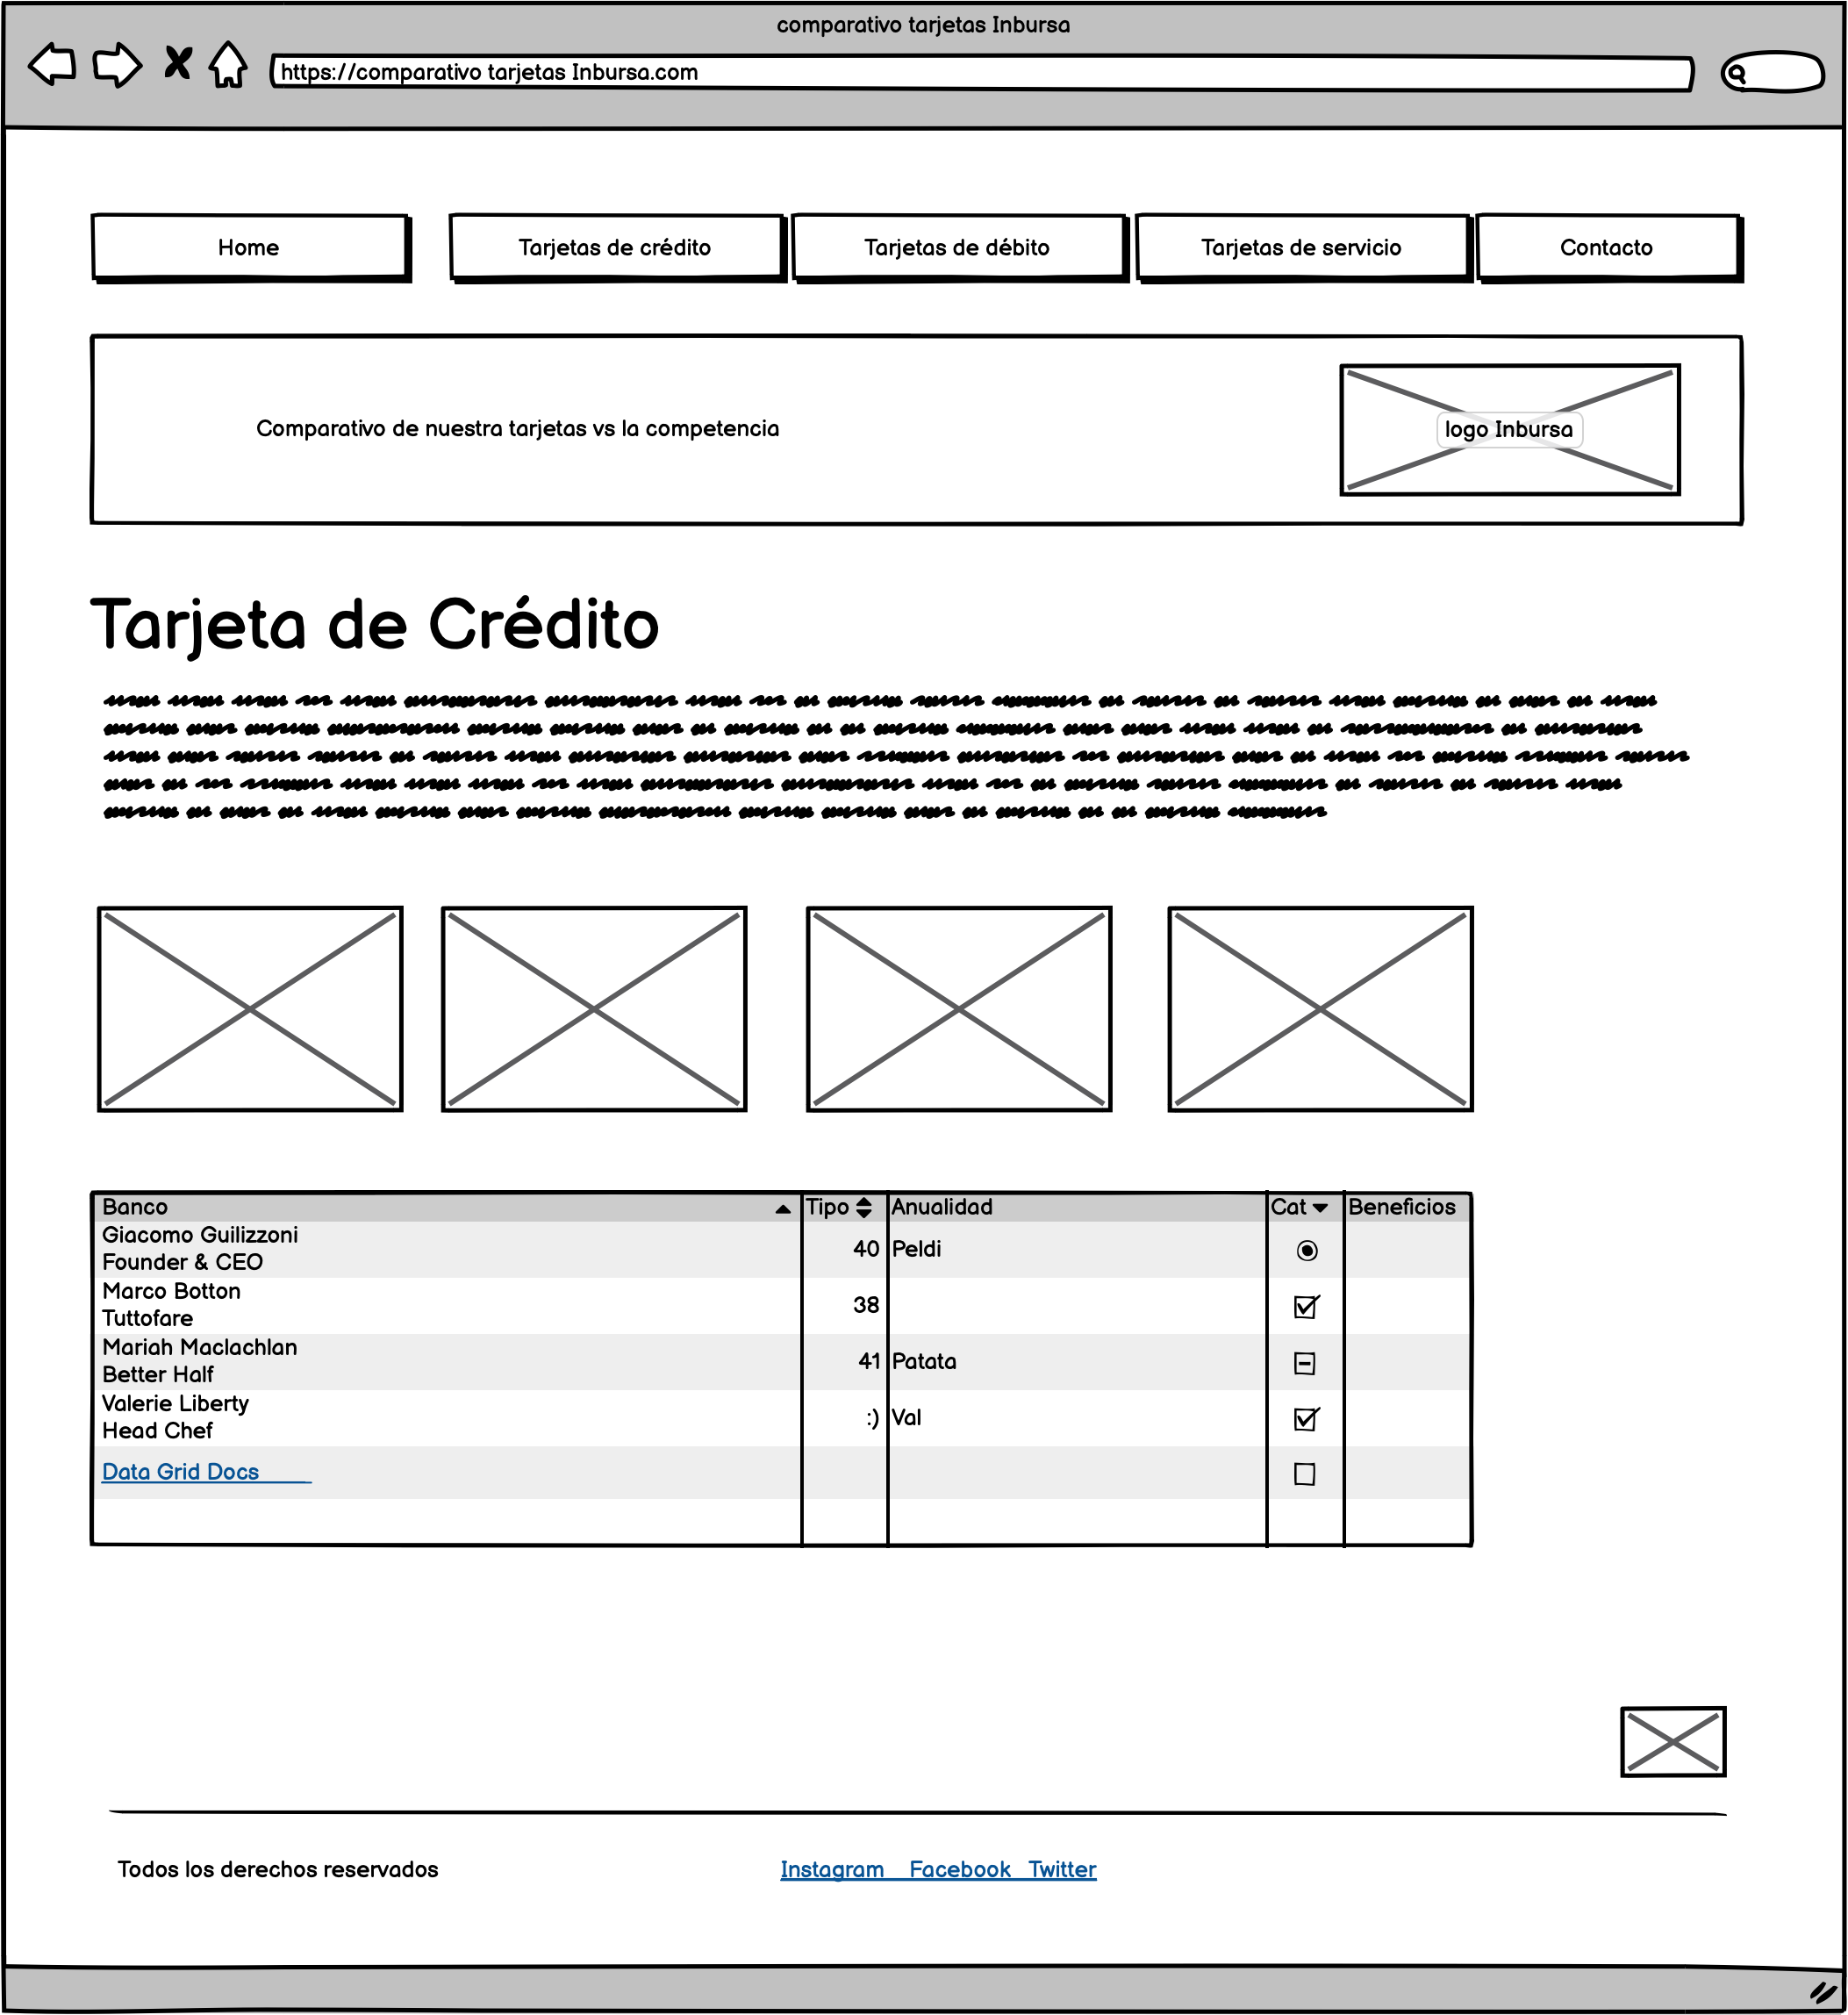 comparativo tarjetas Inbursa
https://comparativo tarjetas Inbursa.com
Home
Tarjetas de crédito
Tarjetas de débito
Tarjetas de servicio
Contacto
Comparativo de nuestra tarjetas vs la competencia
logo Inbursa
Tarjeta de Crédito
Banco Tipo Anualidad Cat Beneficios
Giacomo Guilizzoni
Founder & CEO
40 Peldi
Marco Botton
Tuttofare
38
Mariah Maclachlan
Better Half
41 Patata
Valerie Liberty
Head Chef
:) Val
Data Grid Docs
Todos los derechos reservados
Instagram Facebook Twitter